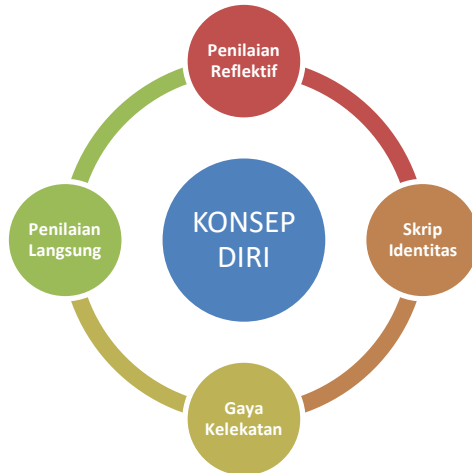 Penilaian
Reflektif
Penilaian
Langsung
KONSEP
DIRI
Skrip
Identitas
Gaya
Kelekatan